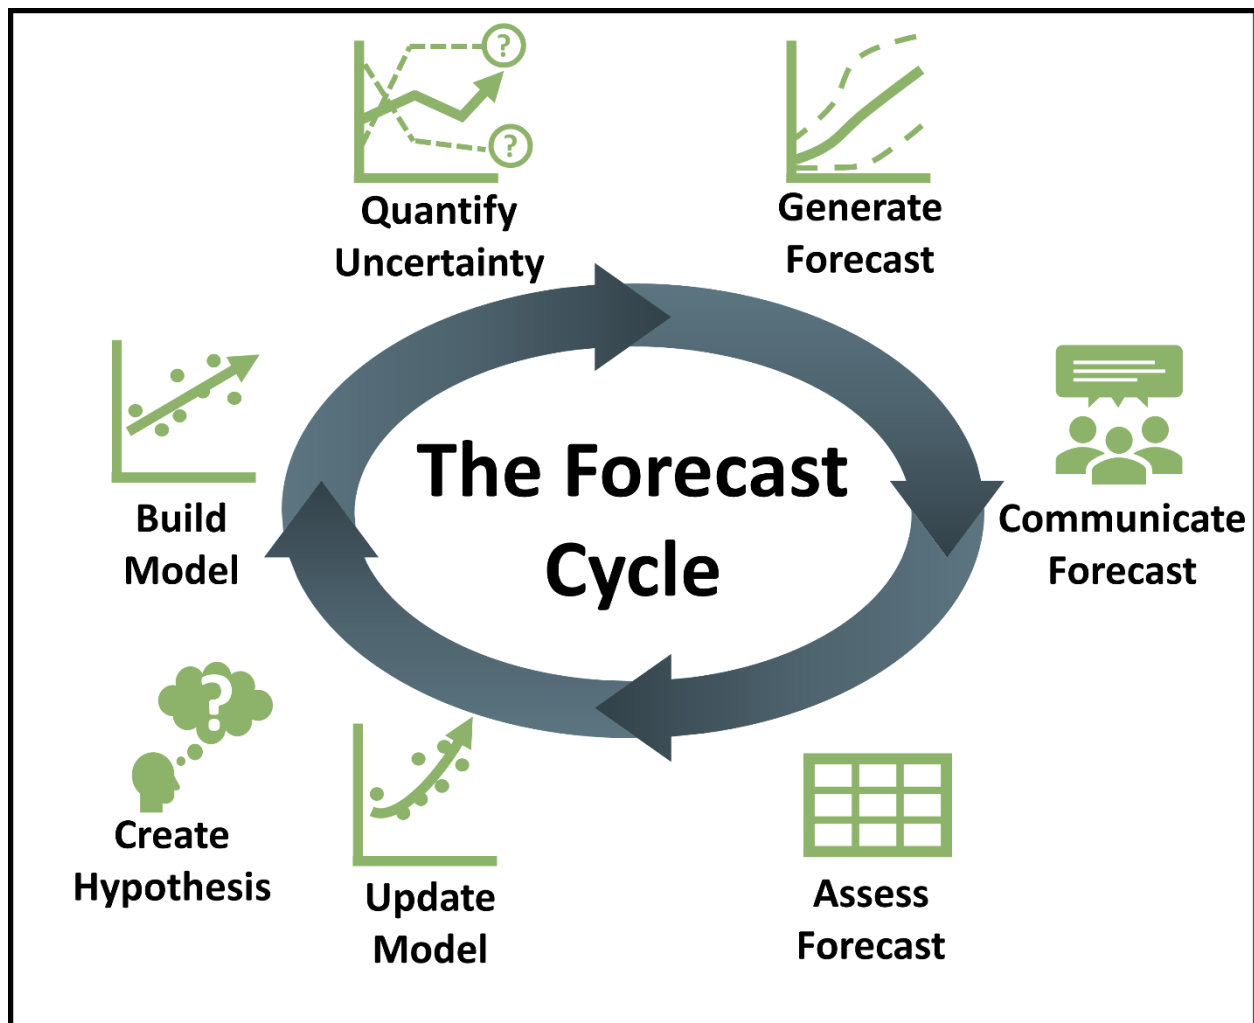 ?
?
Quantify
Uncertainty
Generate
Forecast
Build
Model
The Forecast
Cycle
Communicate
Forecast
?
Create
Hypothesis
Update
Model
Assess
Forecast